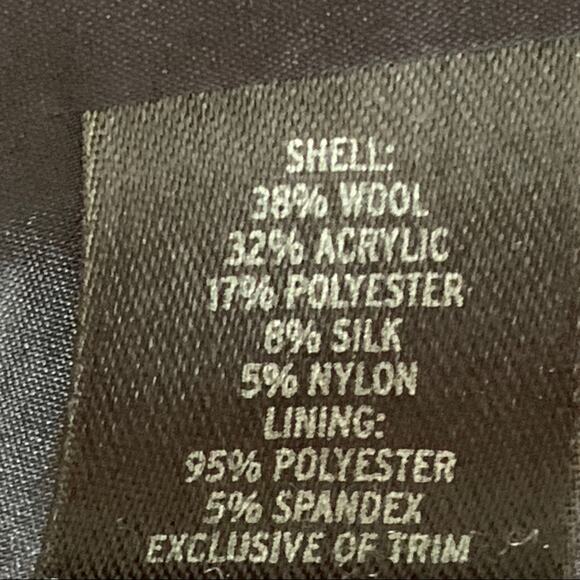 SHELL:
38% WOOL
32% ACRYLIC
17% POLYESTER
8% SILK
5% NYLON
LINING:
95% POLYESTER
5% SPANDEX
EXCLUSIVE OF TRIM